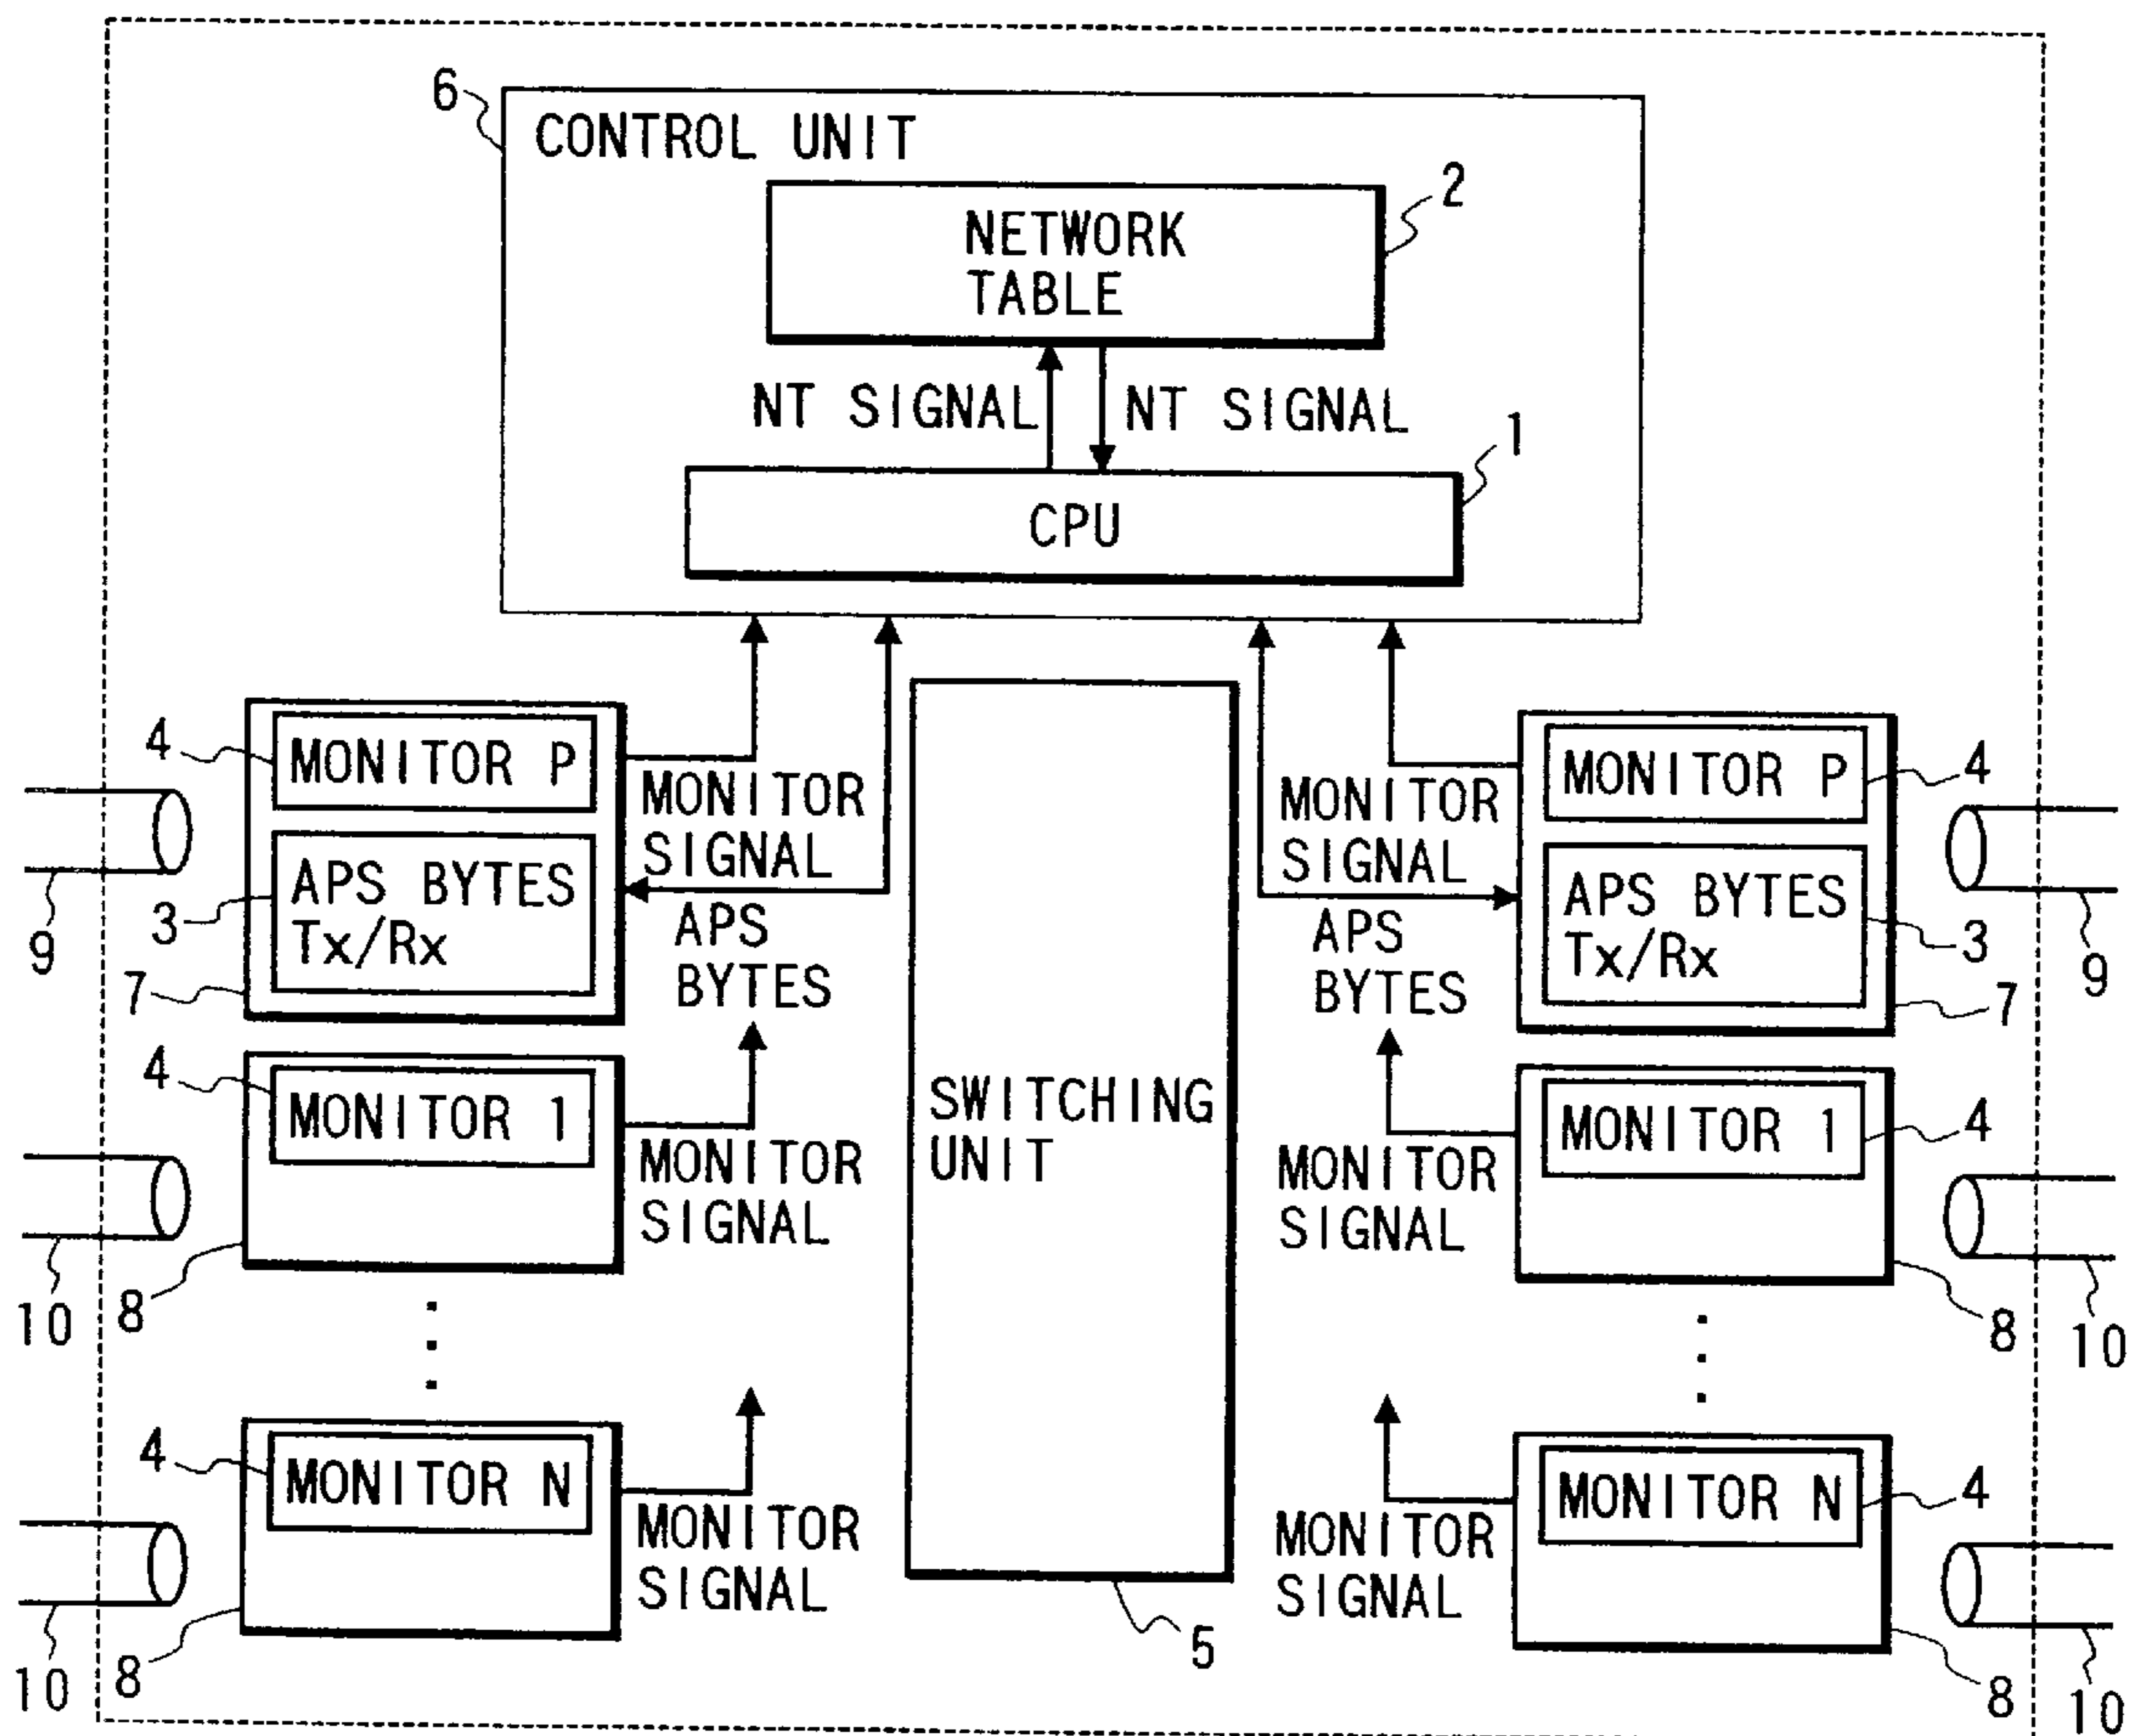 6
CONTROL UNIT
2
NETWORK
TABLE
NT SIGNAL
NT SIGNAL
1
CPU
4
MONITOR P
MONITOR
SIGNAL
APS BYTES
Tx/Rx
3
9
7
APS
BYTES
MONITOR
SIGNAL
APS
BYTES
MONITOR P
4
APS BYTES
Tx/Rx
3
9
7
4
MONITOR 1
MONITOR
SIGNAL
10
8
SWITCHING
UNIT
MONITOR
SIGNAL
MONITOR 1
4
8
10
4
MONITOR N
MONITOR
SIGNAL
10
8
5
MONITOR
SIGNAL
MONITOR N
4
8
10